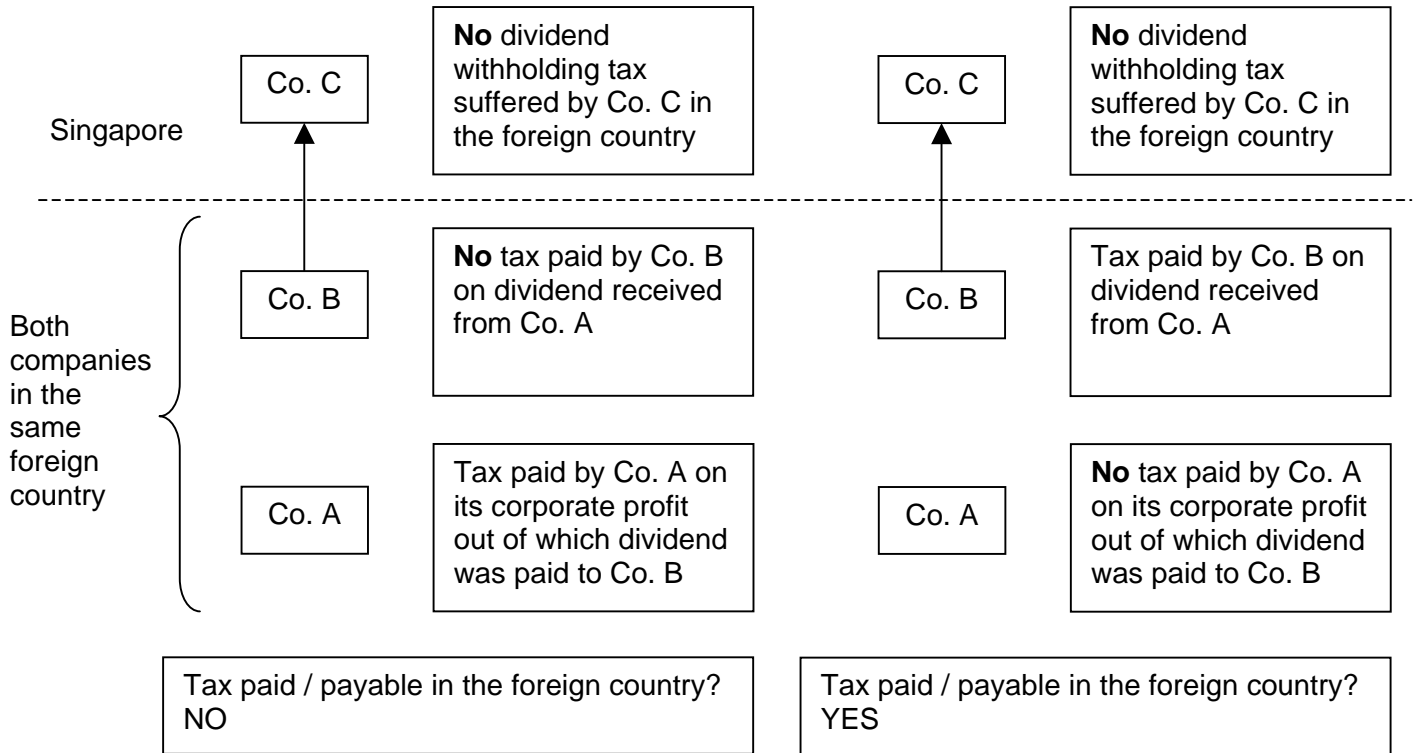 Co. C
No dividend
withholding tax
suffered by Co. C in
the foreign country
Co. C
No dividend
withholding tax
suffered by Co. C in
the foreign country
Singapore
Both
companies
in the
same
foreign
country
Co. B
No tax paid by Co. B
on dividend received
from Co. A
Co. B
Tax paid by Co. B on
dividend received
from Co. A
Co. A
Tax paid by Co. A on
its corporate profit
out of which dividend
was paid to Co. B
Co. A
No tax paid by Co. A
on its corporate profit
out of which dividend
was paid to Co. B
Tax paid / payable in the foreign country?
NO
Tax paid / payable in the foreign country?
YES